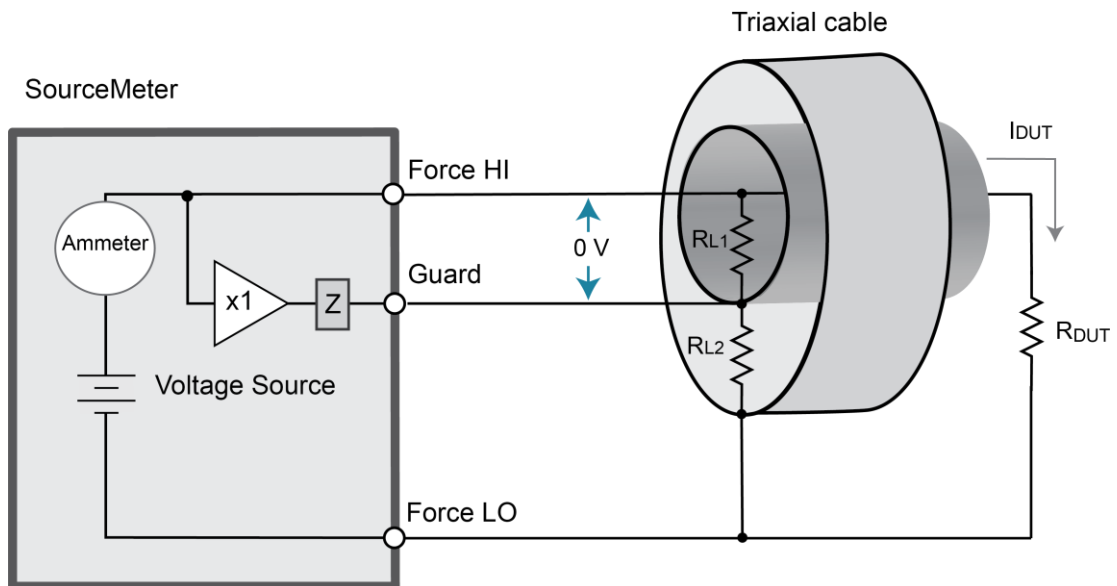 Triaxial cable
SourceMeter
IDUT
Force HI
Ammeter
RL1
0 V
Guard
x1
Z
RDUT
RL2
Voltage Source
Force LO